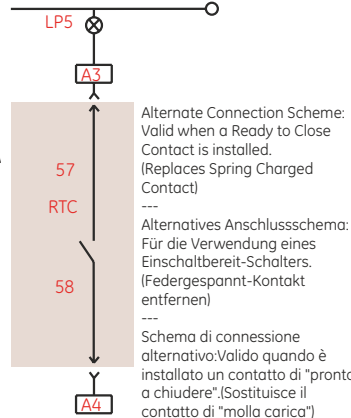 LP5
A3
57
RTC
58
A4
Alternate Connection Scheme:
Valid when a Ready to Close
Contact is installed.
(Replaces Spring Charged
Contact)
---
Alternatives Anschlussschema:
Für die Verwendung eines
Einschaltbereit-Schalters.
(Federgespannt-Kontakt
entfernen)
---
Schema di connessione
alternativo:Valido quando è
installato un contatto di "pronto
a chiudere".(Sostituisce il
contatto di "molla carica")